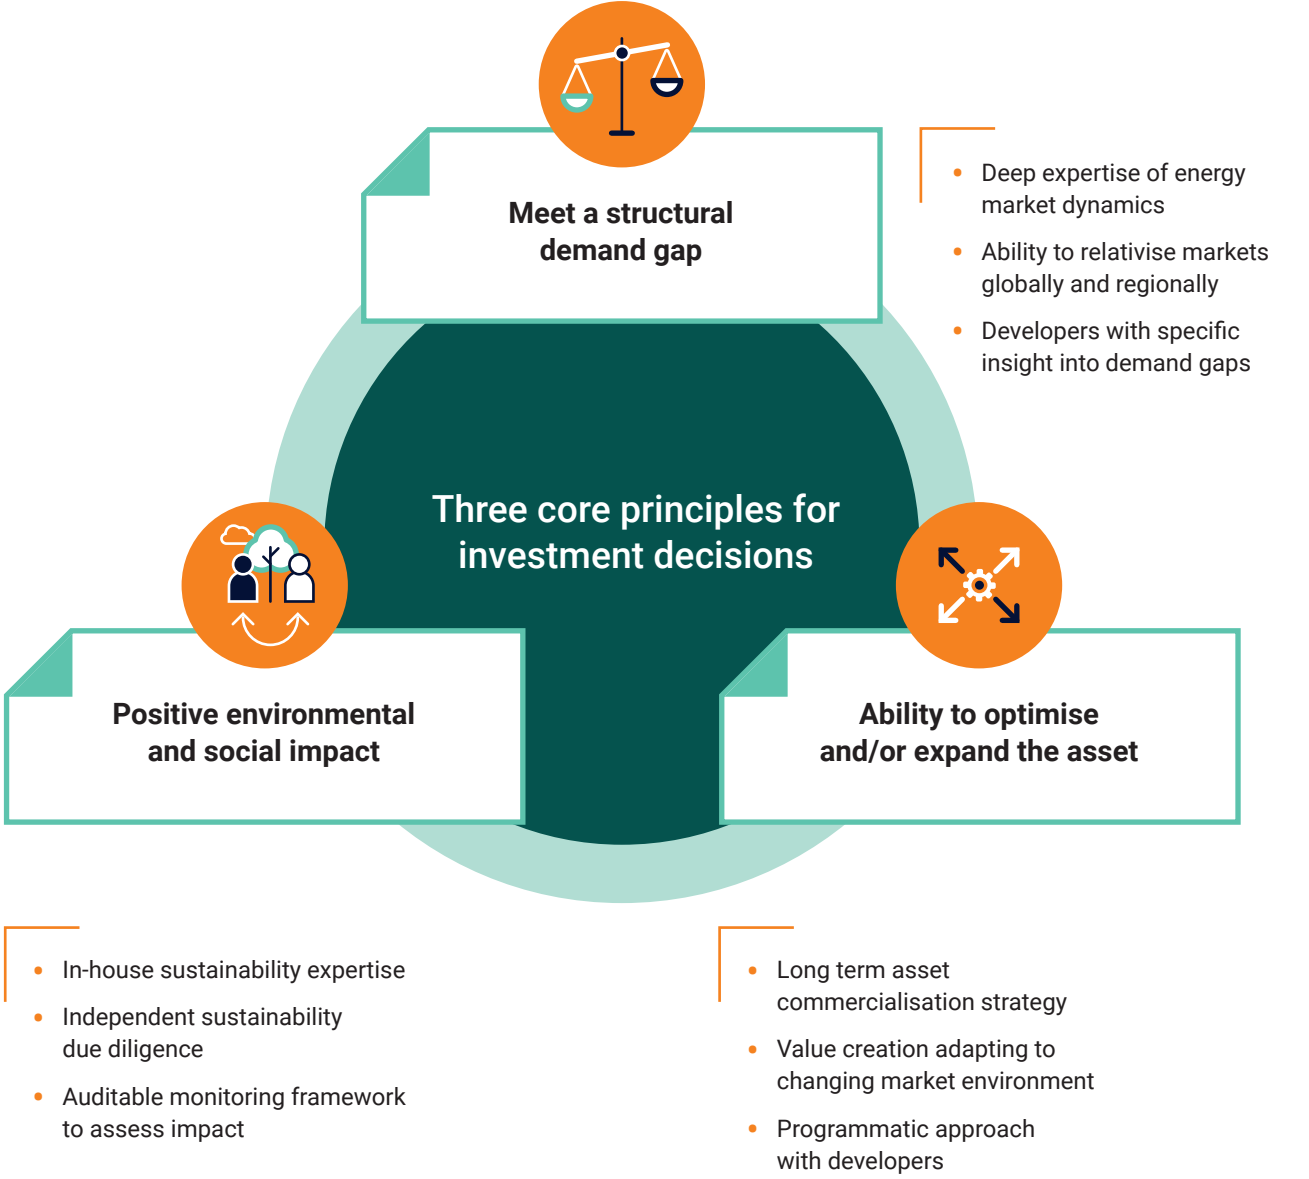 Meet a structural
demand gap
Deep expertise of energy
market dynamics
Ability to relativise markets
globally and regionally
Developers with specific
insight into demand gaps
Three core principles for
investment decisions
Positive environmental
and social impact
Ability to optimise
and/or expand the asset
In-house sustainability expertise
Independent sustainability
due diligence
Auditable monitoring framework
to assess impact
Long term asset
commercialisation strategy
Value creation adapting to
changing market environment
Programmatic approach
with developers